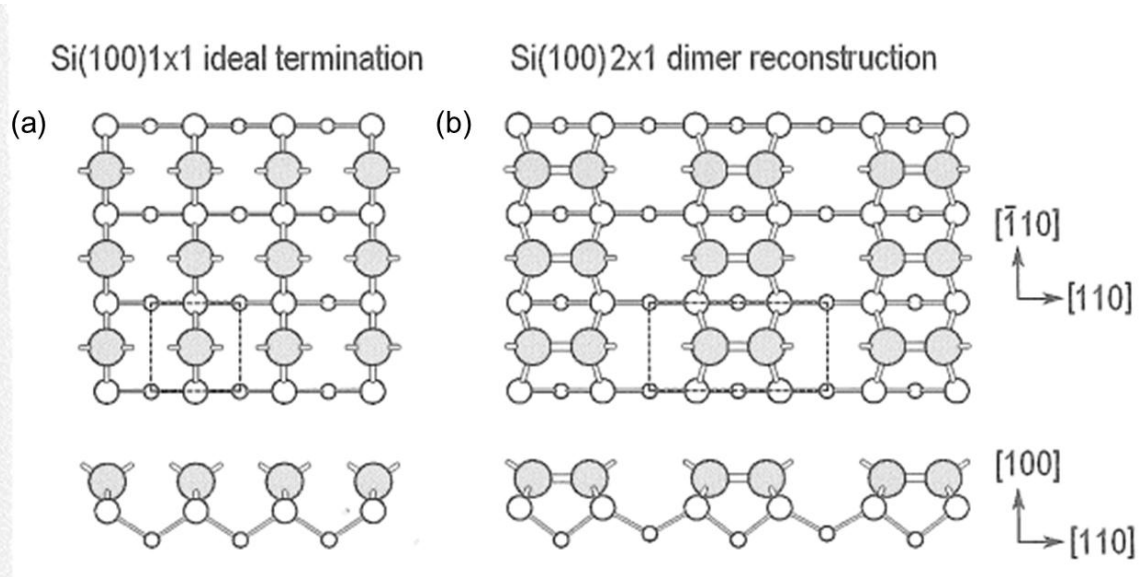 Si(100)1x1 ideal termination
Si(100)2x1 dimer reconstruction
(a)
(b)
[1̄10]
[110]
[100]
[110]